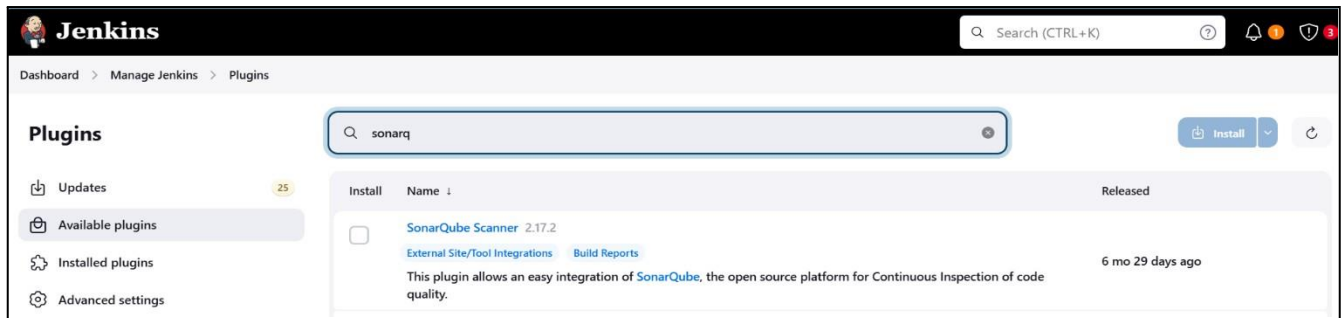 Jenkins
Search (CTRL+K)
1
3
Dashboard > Manage Jenkins > Plugins
Plugins
sonarq
Install
Updates 25
Available plugins
Installed plugins
Advanced settings
Install Name ↓ Released
SonarQube Scanner 2.17.2
External Site/Tool Integrations Build Reports
This plugin allows an easy integration of SonarQube, the open source platform for Continuous Inspection of code
quality.
6 mo 29 days ago